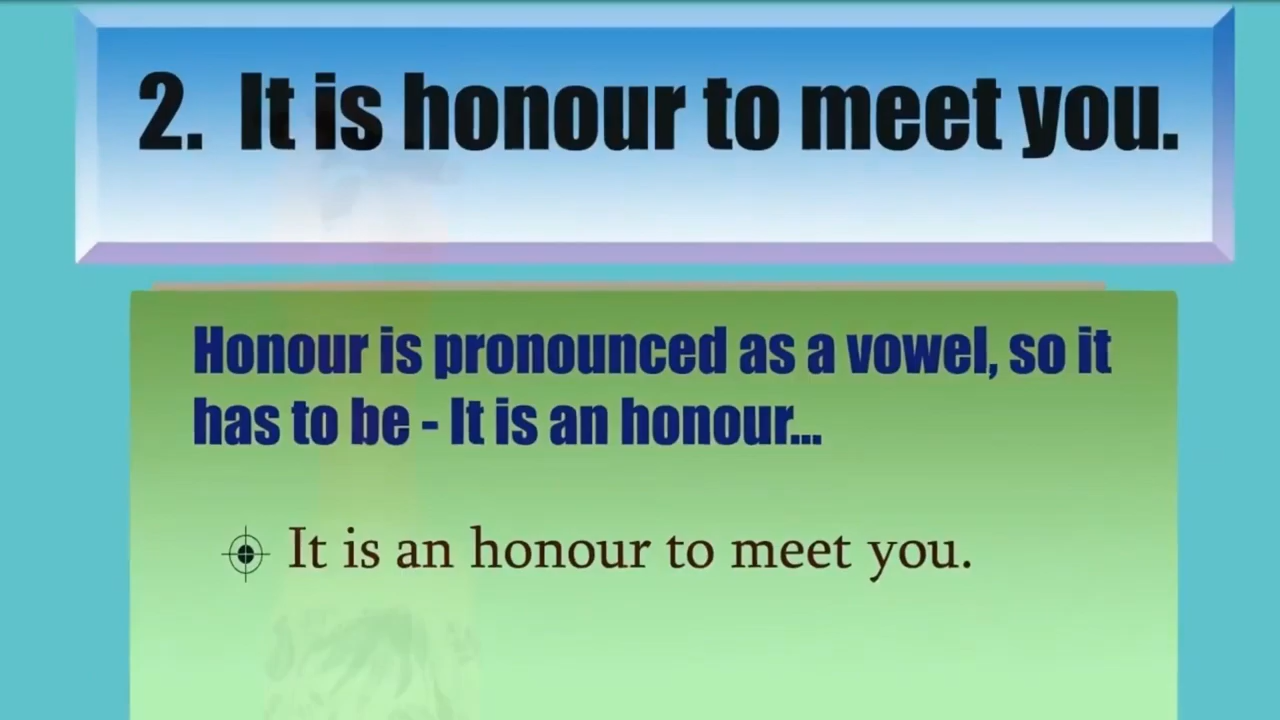 2. It is honour to meet you.
Honour is pronounced as a vowel, so it
has to be - It is an honour...
It is an honour to meet you.